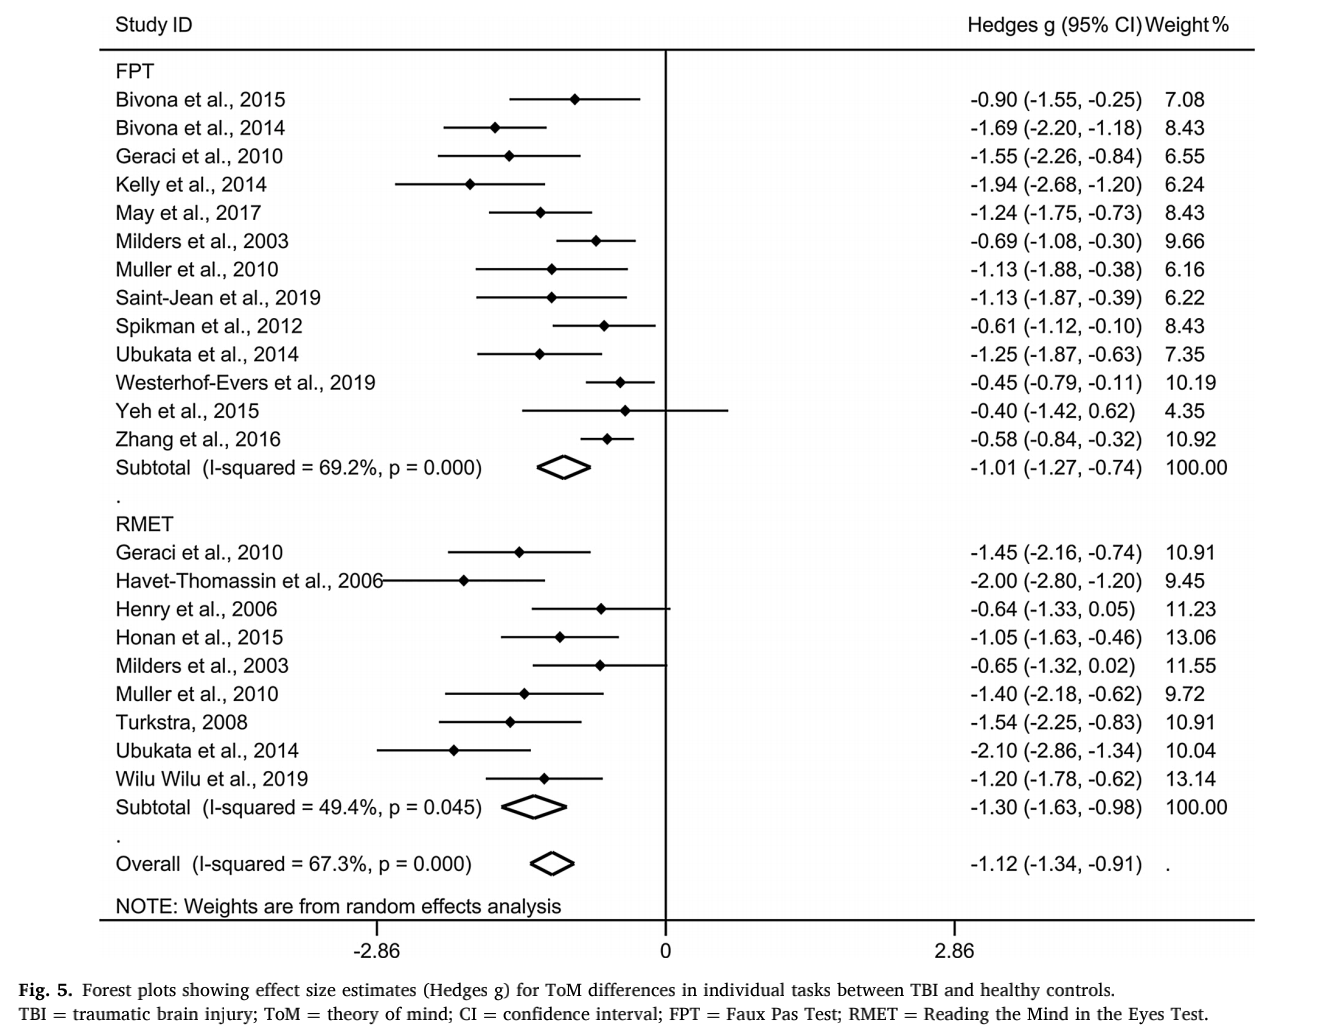 Study ID Hedges g (95% CI) Weight %
FPT
Bivona et al., 2015 -0.90 (-1.55, -0.25) 7.08
Bivona et al., 2014 -1.69 (-2.20, -1.18) 8.43
Geraci et al., 2010 -1.55 (-2.26, -0.84) 6.55
Kelly et al., 2014 -1.94 (-2.68, -1.20) 6.24
May et al., 2017 -1.24 (-1.75, -0.73) 8.43
Milders et al., 2003 -0.69 (-1.08, -0.30) 9.66
Muller et al., 2010 -1.13 (-1.88, -0.38) 6.16
Saint-Jean et al., 2019 -1.13 (-1.87, -0.39) 6.22
Spikman et al., 2012 -0.61 (-1.12, -0.10) 8.43
Ubukata et al., 2014 -1.25 (-1.87, -0.63) 7.35
Westerhof-Evers et al., 2019 -0.45 (-0.79, -0.11) 10.19
Yeh et al., 2015 -0.40 (-1.42, 0.62) 4.35
Zhang et al., 2016 -0.58 (-0.84, -0.32) 10.92
Subtotal (I-squared = 69.2%, p = 0.000) -1.01 (-1.27, -0.74) 100.00
.
RMET
Geraci et al., 2010 -1.45 (-2.16, -0.74) 10.91
Havet-Thomassin et al., 2006 -2.00 (-2.80, -1.20) 9.45
Henry et al., 2006 -0.64 (-1.33, 0.05) 11.23
Honan et al., 2015 -1.05 (-1.63, -0.46) 13.06
Milders et al., 2003 -0.65 (-1.32, 0.02) 11.55
Muller et al., 2010 -1.40 (-2.18, -0.62) 9.72
Turkstra, 2008 -1.54 (-2.25, -0.83) 10.91
Ubukata et al., 2014 -2.10 (-2.86, -1.34) 10.04
Wilu Wilu et al., 2019 -1.20 (-1.78, -0.62) 13.14
Subtotal (I-squared = 49.4%, p = 0.045) -1.30 (-1.63, -0.98) 100.00
.
Overall (I-squared = 67.3%, p = 0.000) -1.12 (-1.34, -0.91) .
NOTE: Weights are from random effects analysis
-2.86 0 2.86
Fig. 5. Forest plots showing effect size estimates (Hedges g) for ToM differences in individual tasks between TBI and healthy controls.
TBI = traumatic brain injury; ToM = theory of mind; CI = confidence interval; FPT = Faux Pas Test; RMET = Reading the Mind in the Eyes Test.